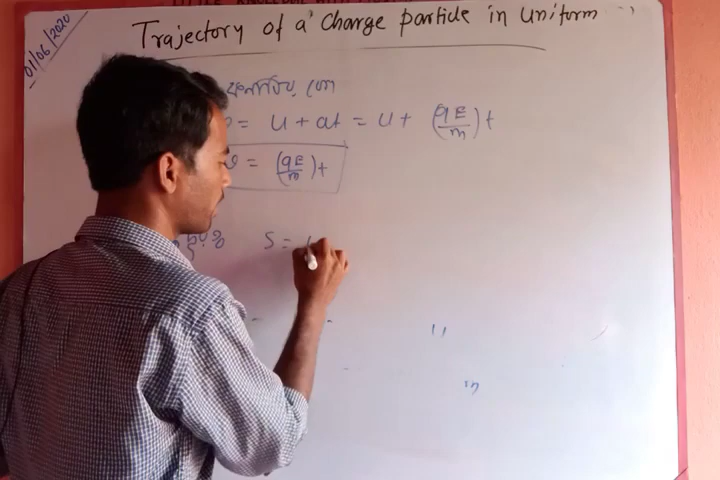 01/06/2020
Trajectory of a charge particle in uniform
= u + at = u + (qE/m) t
= (qE/m) t
S =